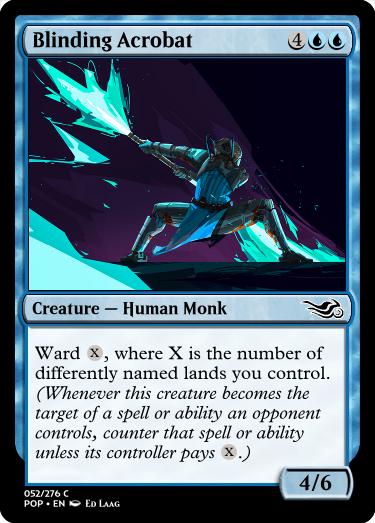 Blinding Acrobat 4
Creature — Human Monk
Ward X, where X is the number of
differently named lands you control.
(Whenever this creature becomes the
target of a spell or ability an opponent
controls, counter that spell or ability
unless its controller pays X.)
4/6
052/276 C
POP • EN Ed Laag